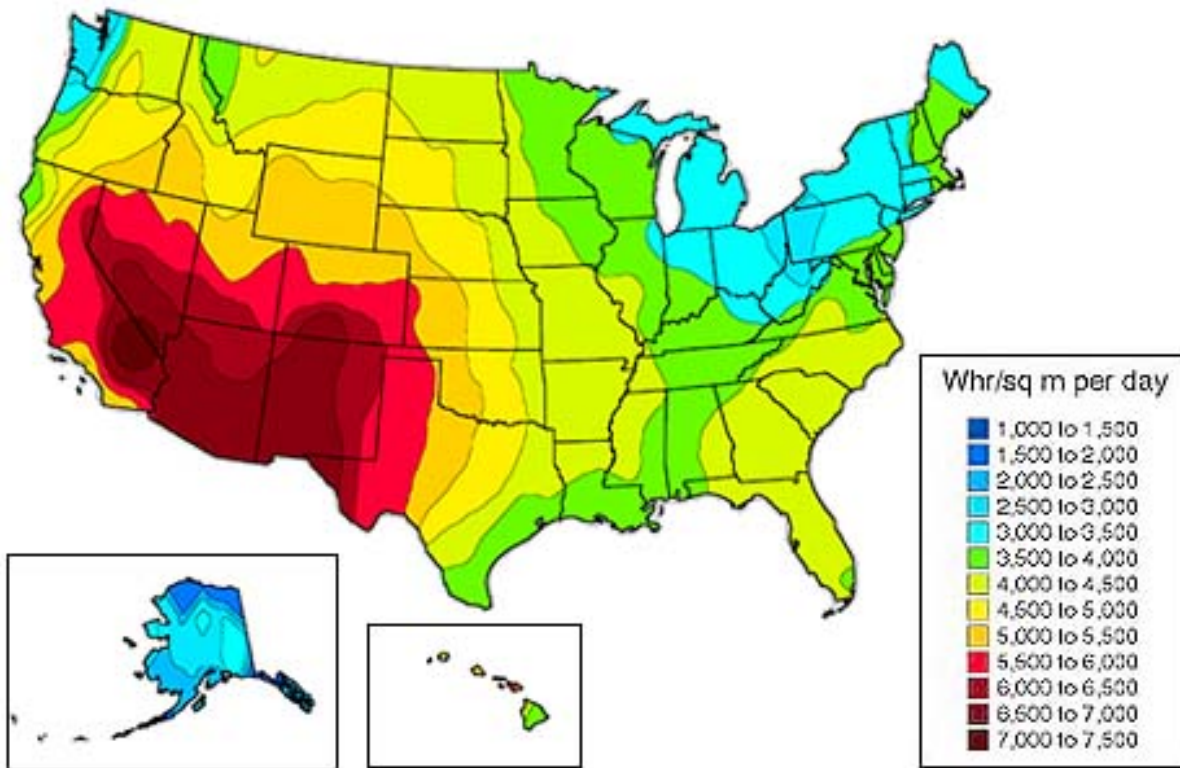 Whr/sq m per day
1,000 to 1,500
1,500 to 2,000
2,000 to 2,500
2,500 to 3,000
3,000 to 3,500
3,500 to 4,000
4,000 to 4,500
4,500 to 5,000
5,000 to 5,500
5,500 to 6,000
6,000 to 6,500
6,500 to 7,000
7,000 to 7,500